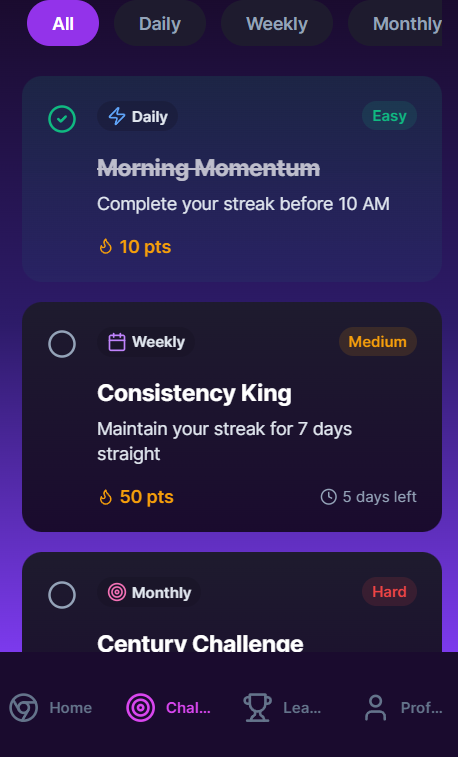 All Daily Weekly Monthly
Daily Easy
Morning Momentum
Complete your streak before 10 AM
10 pts
Weekly Medium
Consistency King
Maintain your streak for 7 days
straight
50 pts 5 days left
Monthly Hard
Century Challenge
Home Chal... Lea... Prof...